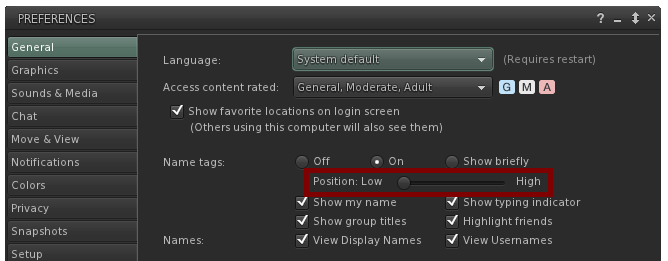 PREFERENCES ? 
General
Graphics
Sounds & Media
Chat
Move & View
Notifications
Colors
Privacy
Snapshots
Setup
Language: System default (Requires restart)
Access content rated: General, Moderate, Adult G M A
Show favorite locations on login screen
(Others using this computer will also see them)
Name tags: Off On Show briefly
Position: Low High
Show my name Show typing indicator
Show group titles Highlight friends
Names: View Display Names View Usernames